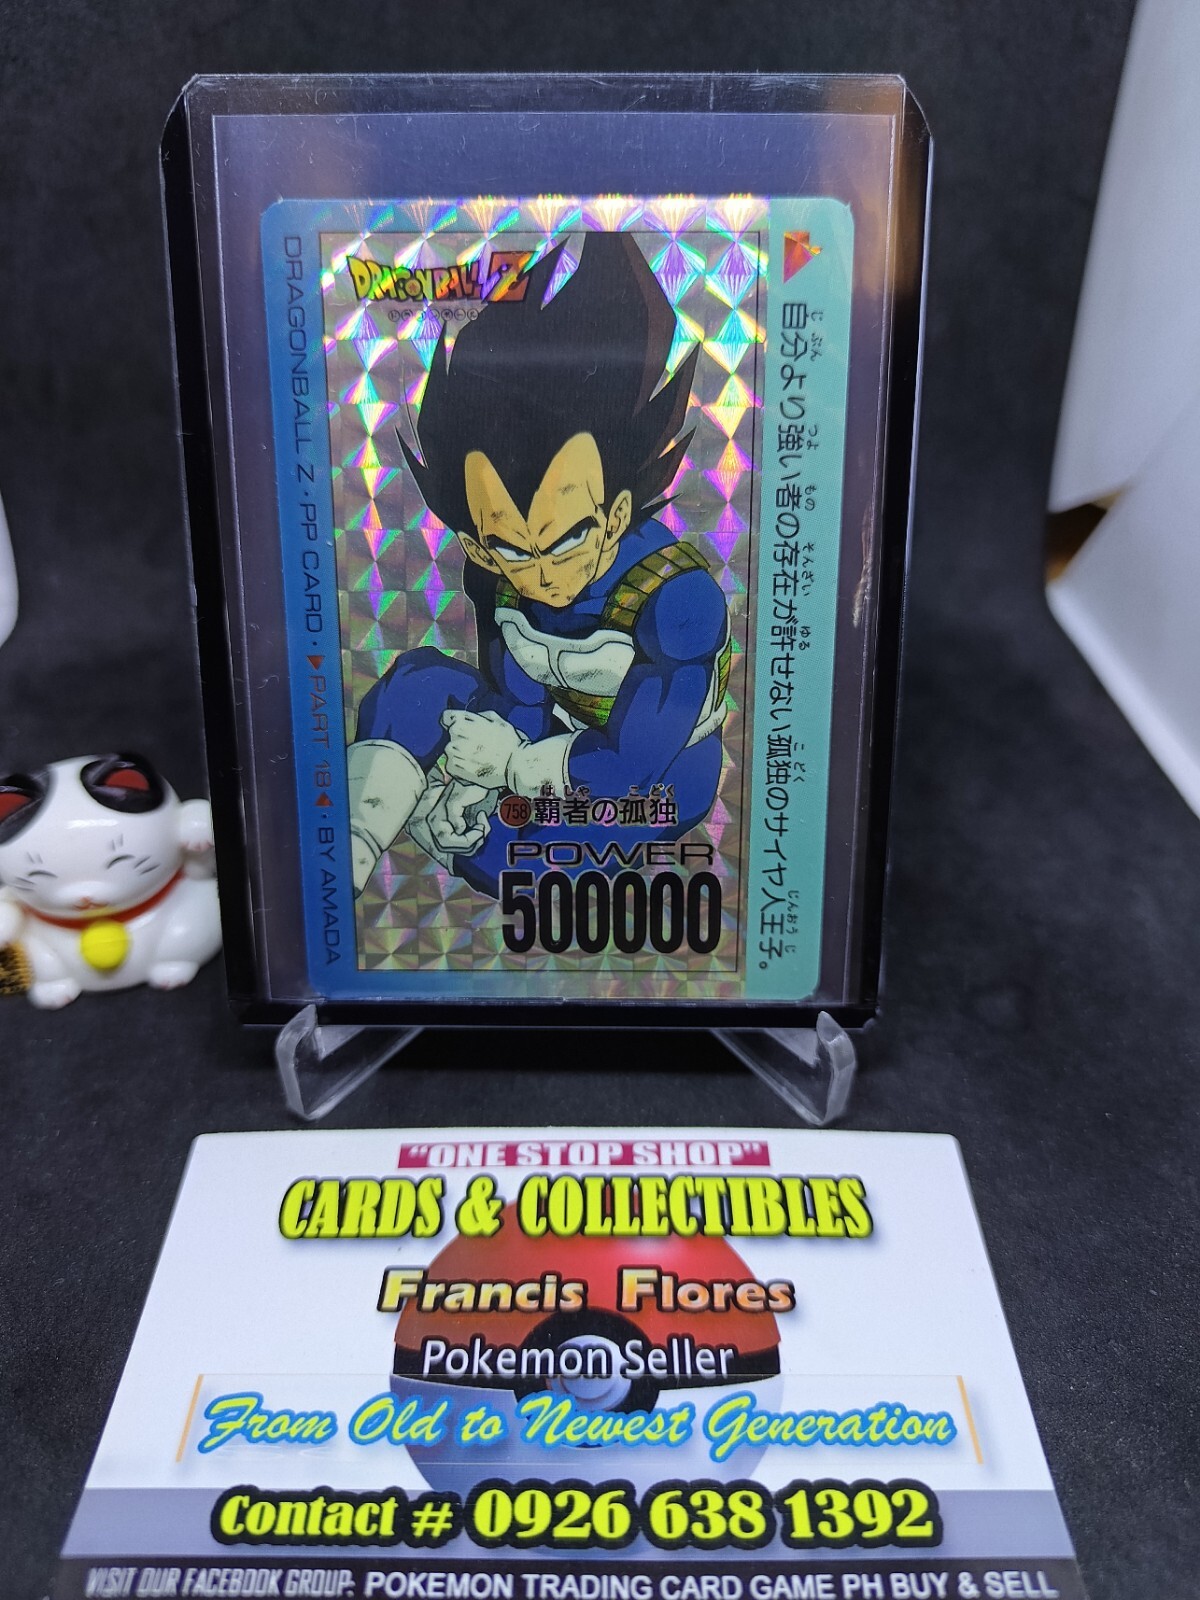 DRAGONBALL Z
DRAGONBALL Z・PP CARD・▶PART 18◀・BY AMADA
自分より強い者の存在が許せない孤独のサイヤ人王子。
758 覇者の孤独
POWER
500000
"ONE STOP SHOP"
CARDS & COLLECTIBLES
Francis Flores
Pokemon Seller
From Old to Newest Generation
Contact # 0926 638 1392
VISIT OUR FACEBOOK GROUP: POKEMON TRADING CARD GAME PH BUY & SELL